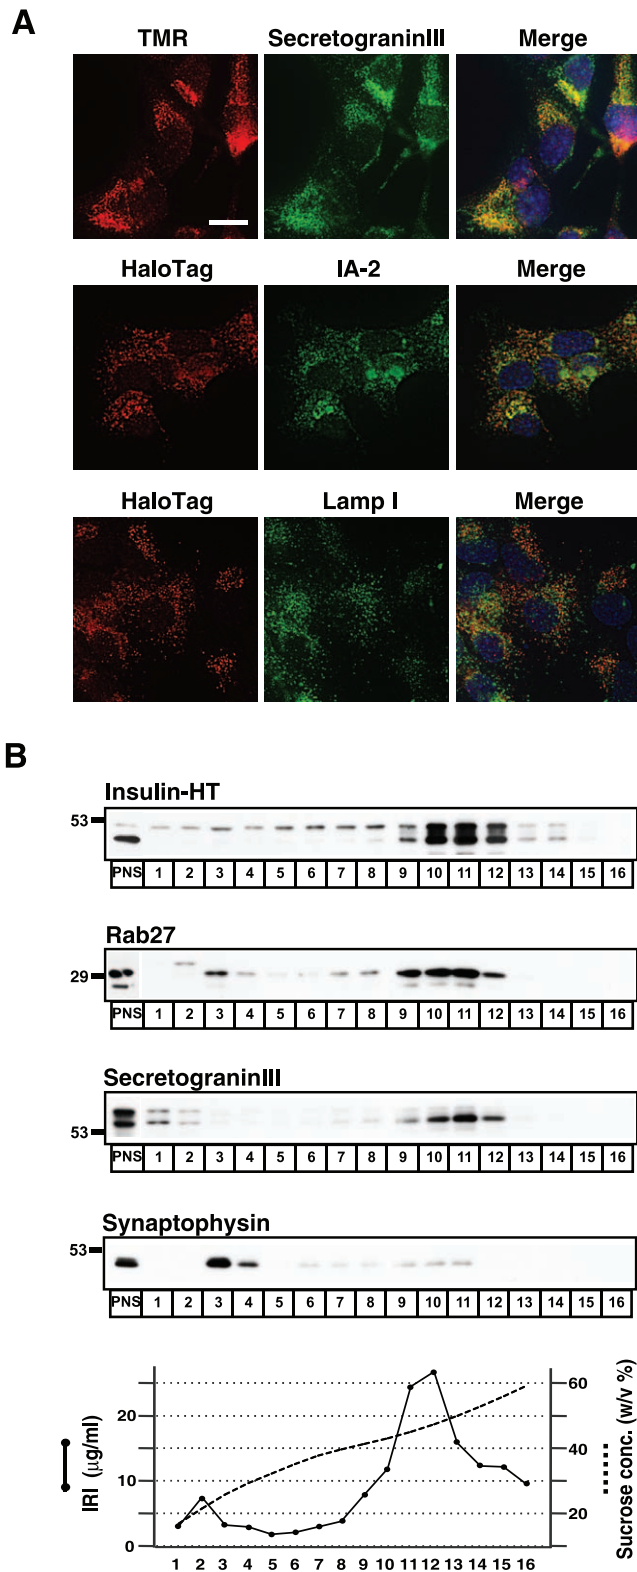 A
TMR SecretograninIII Merge
HaloTag IA-2 Merge
HaloTag Lamp I Merge
B
Insulin-HT
53
PNS 1 2 3 4 5 6 7 8 9 10 11 12 13 14 15 16
Rab27
29
PNS 1 2 3 4 5 6 7 8 9 10 11 12 13 14 15 16
SecretograninIII
53
PNS 1 2 3 4 5 6 7 8 9 10 11 12 13 14 15 16
Synaptophysin
53
PNS 1 2 3 4 5 6 7 8 9 10 11 12 13 14 15 16
IRI (μg/ml)
20
10
0
60
40
20
Sucrose conc. (w/v %)
1 2 3 4 5 6 7 8 9 10 11 12 13 14 15 16